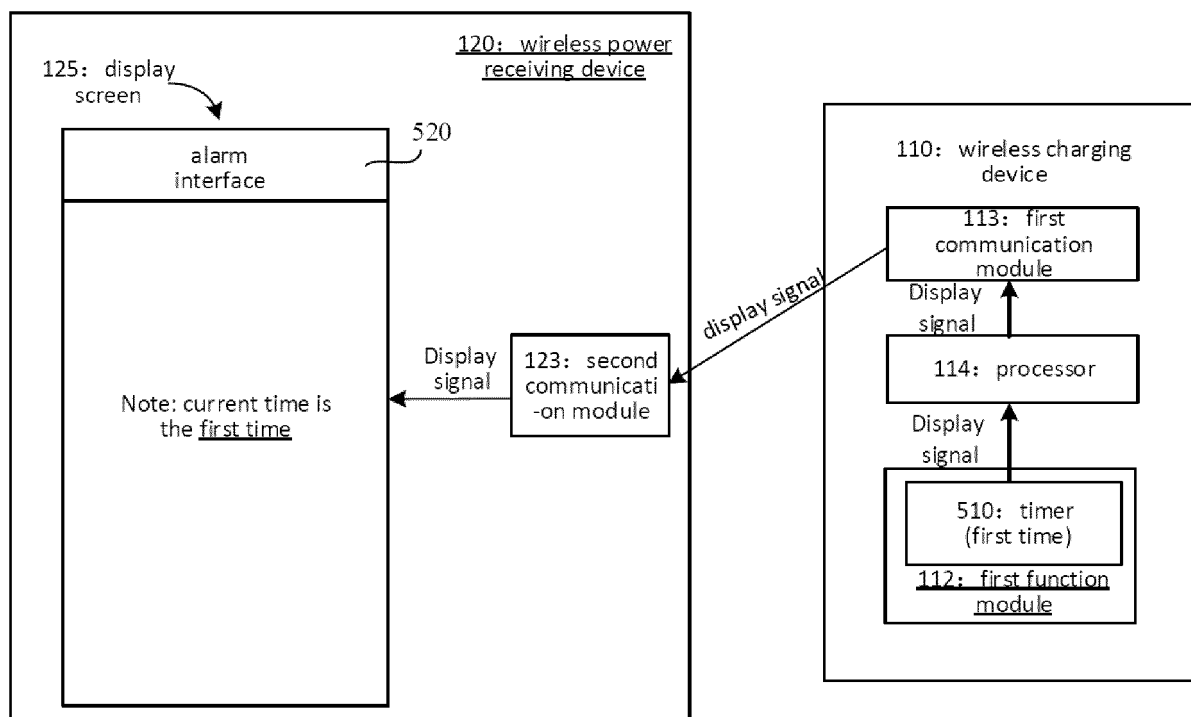 120: wireless power
receiving device
125: display
screen
520
alarm
interface
Note: current time is
the first time
Display
signal
123: second
communicati
-on module
display signal
110: wireless charging
device
113: first
communication
module
Display
signal
114: processor
Display
signal
510: timer
(first time)
112: first function
module